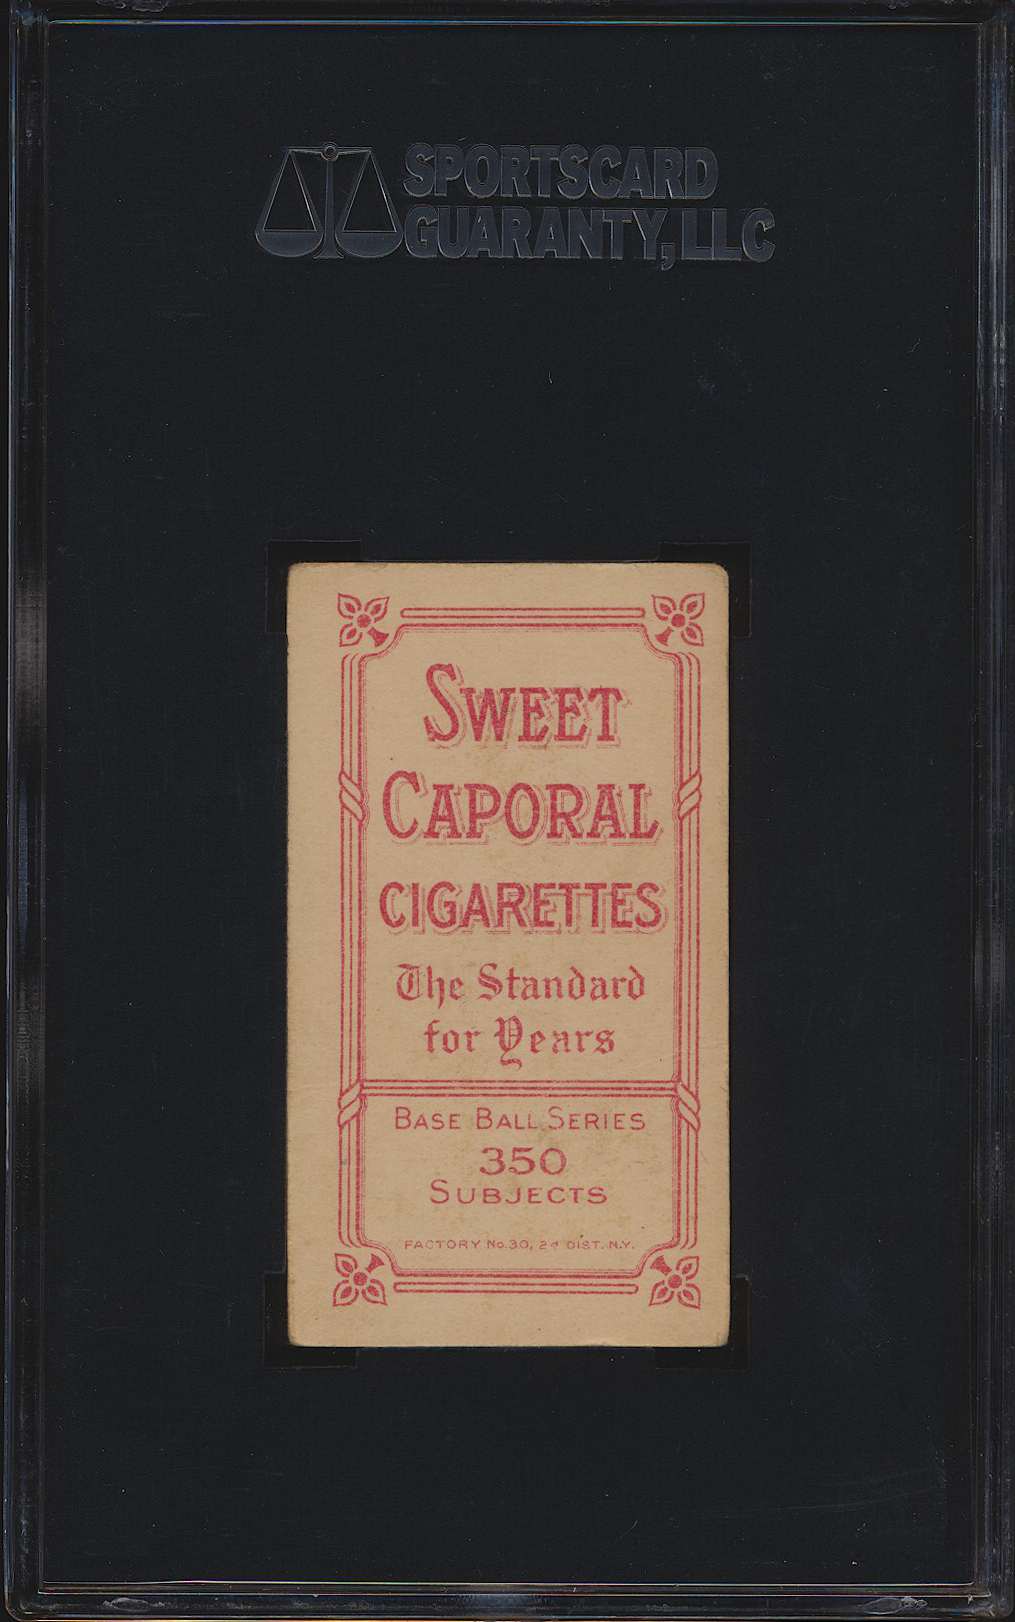 SPORTSCARD
GUARANTY, LLC
SWEET
CAPORAL
CIGARETTES
The Standard
for Years
BASE BALL SERIES
350
SUBJECTS
FACTORY No. 30, 2d DIST. N.Y.